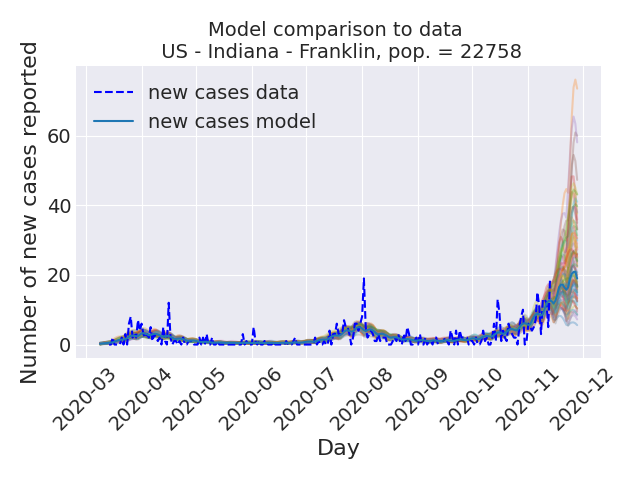 Model comparison to data
US - Indiana - Franklin, pop. = 22758
Number of new cases reported
new cases data
new cases model
60
40
20
0
2020-03
2020-04
2020-05
2020-06
2020-07
2020-08
2020-09
2020-10
2020-11
2020-12
Day